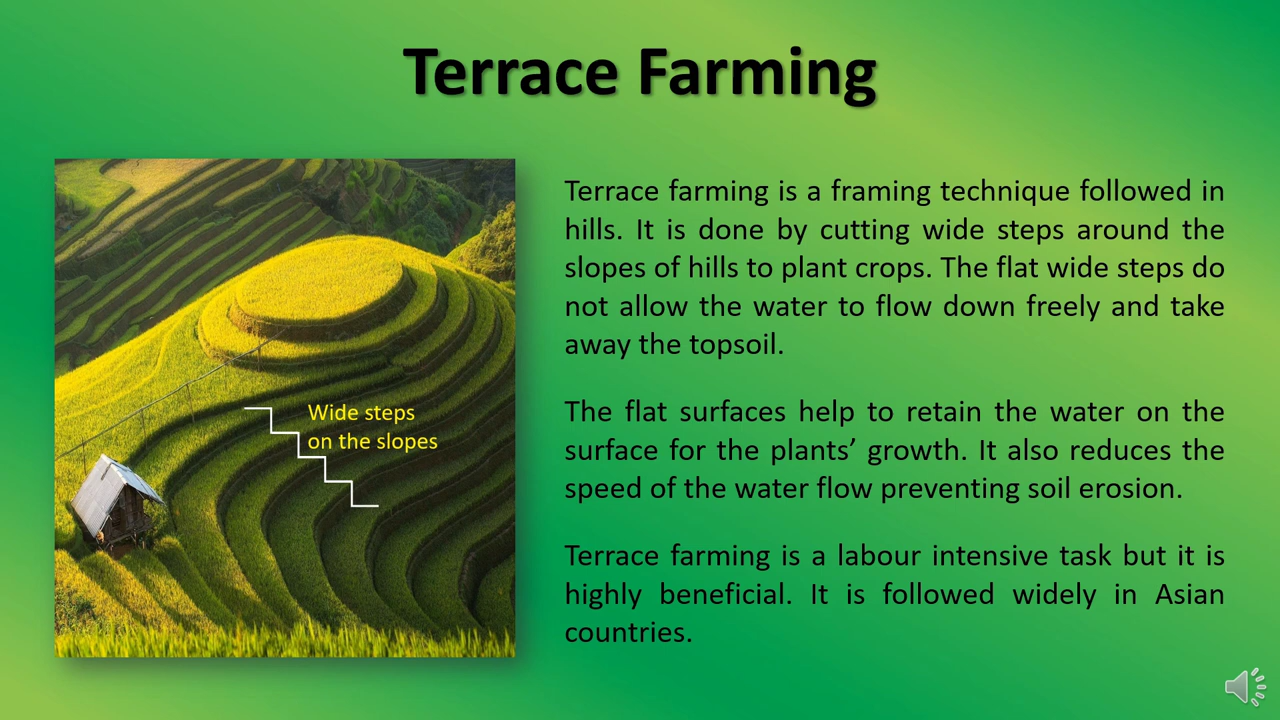 Terrace Farming
Wide steps
on the slopes
Terrace farming is a framing technique followed in
hills. It is done by cutting wide steps around the
slopes of hills to plant crops. The flat wide steps do
not allow the water to flow down freely and take
away the topsoil.
The flat surfaces help to retain the water on the
surface for the plants’ growth. It also reduces the
speed of the water flow preventing soil erosion.
Terrace farming is a labour intensive task but it is
highly beneficial. It is followed widely in Asian
countries.